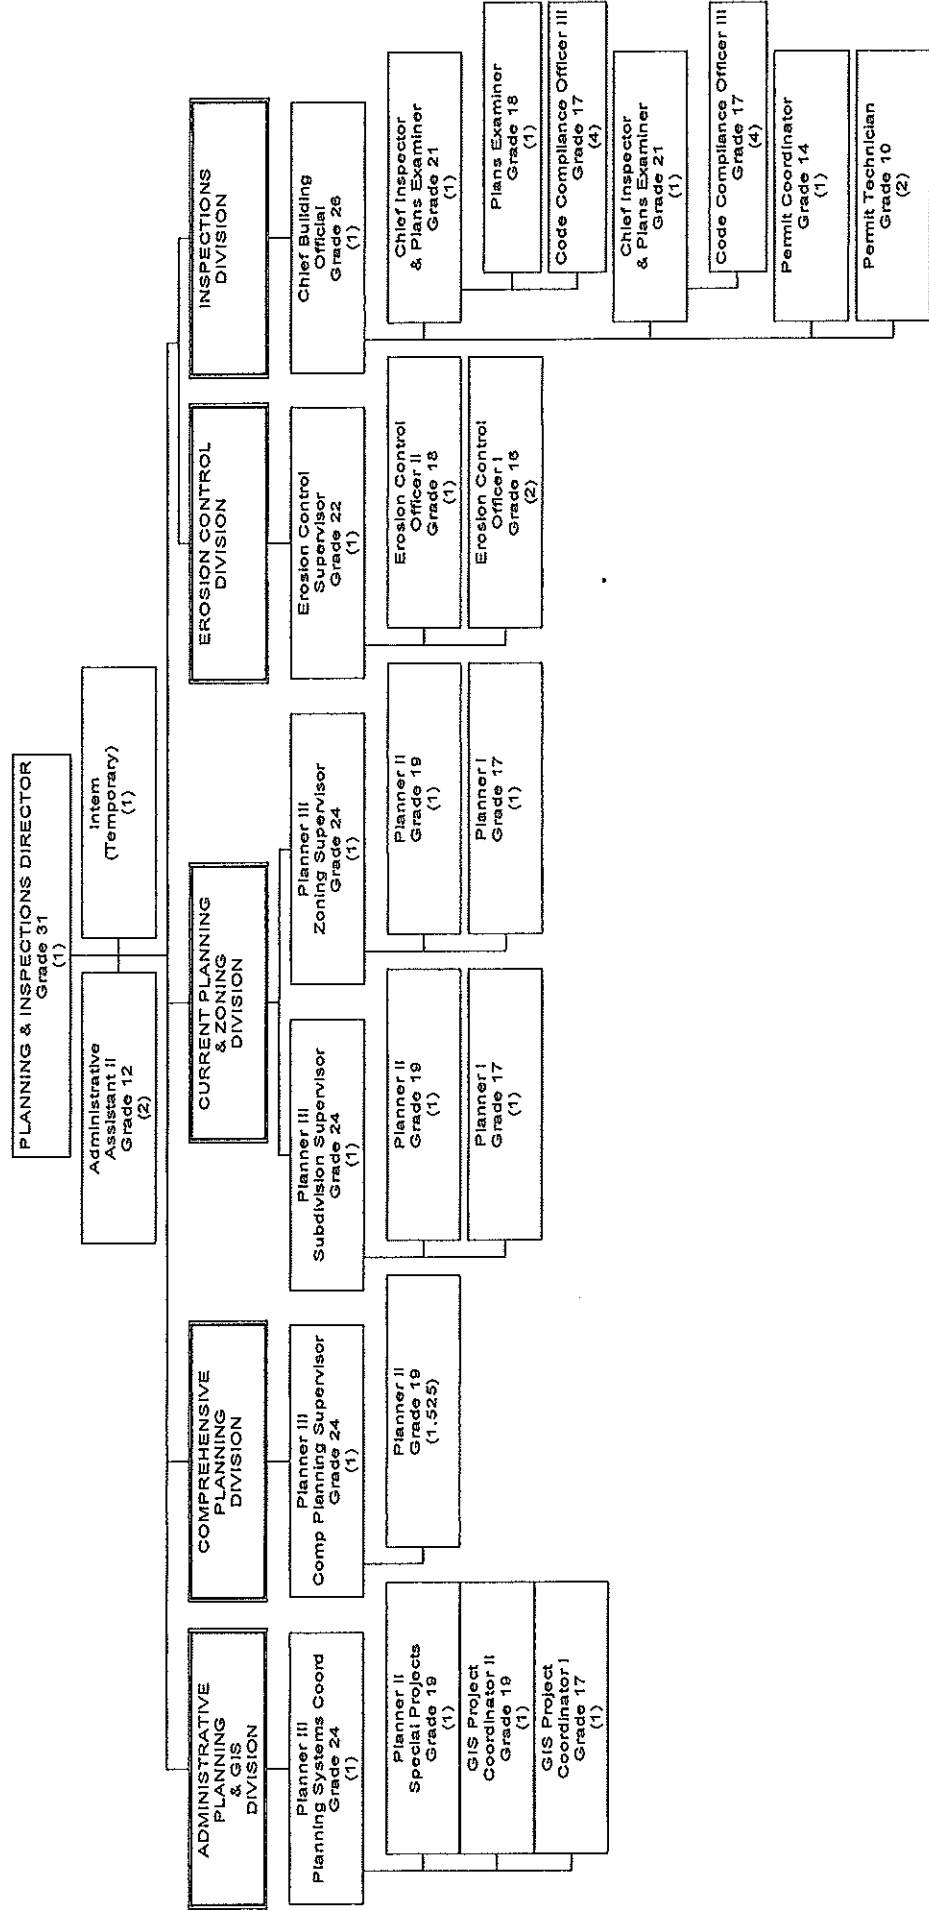 PLANNING & INSPECTIONS DIRECTOR
Grade 31
(1)
Administrative
Assistant II
Grade 12
(2)
Intern
(Temporary)
(1)
ADMINISTRATIVE
PLANNING
& GIS
DIVISION
Planner III
Planning Systems Coord
Grade 24
(1)
Planner II
Special Projects
Grade 19
(1)
GIS Project
Coordinator II
Grade 19
(1)
GIS Project
Coordinator I
Grade 17
(1)
COMPREHENSIVE
PLANNING
DIVISION
Planner III
Comp Planning Supervisor
Grade 24
(1)
Planner II
Grade 19
(1.525)
CURRENT PLANNING
& ZONING
DIVISION
Planner III
Subdivision Supervisor
Grade 24
(1)
Planner II
Grade 19
(1)
Planner I
Grade 17
(1)
Planner III
Zoning Supervisor
Grade 24
(1)
Planner II
Grade 19
(1)
Planner I
Grade 17
(1)
EROSION CONTROL
DIVISION
Erosion Control
Supervisor
Grade 22
(1)
Erosion Control
Officer II
Grade 18
(1)
Erosion Control
Officer I
Grade 16
(2)
INSPECTIONS
DIVISION
Chief Building
Official
Grade 26
(1)
Chief Inspector
& Plans Examiner
Grade 21
(1)
Plans Examiner
Grade 18
(1)
Code Compliance Officer III
Grade 17
(4)
Chief Inspector
& Plans Examiner
Grade 21
(1)
Code Compliance Officer III
Grade 17
(4)
Permit Coordinator
Grade 14
(1)
Permit Technician
Grade 10
(2)